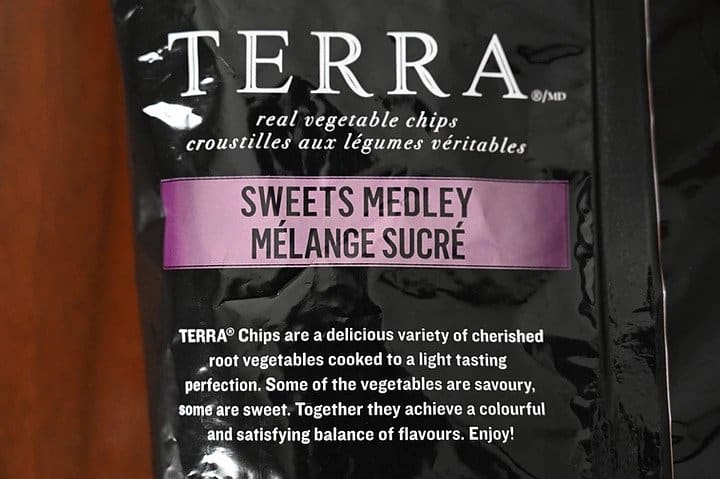 TERRA®/MD
real vegetable chips
croustilles aux légumes véritables
SWEETS MEDLEY
MÉLANGE SUCRÉ
TERRA® Chips are a delicious variety of cherished
root vegetables cooked to a light tasting
perfection. Some of the vegetables are savoury,
some are sweet. Together they achieve a colourful
and satisfying balance of flavours. Enjoy!